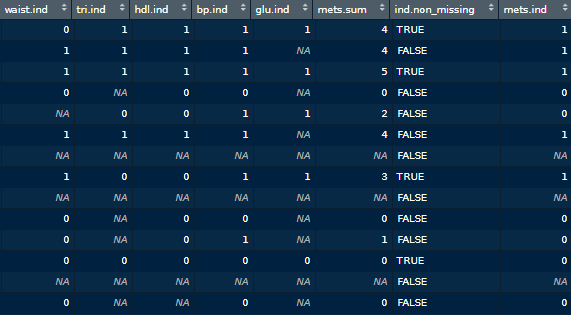 waist.ind tri.ind hdl.ind bp.ind glu.ind mets.sum ind.non_missing mets.ind
0 1 1 1 1 4 TRUE 1
1 1 1 1 NA 4 FALSE 1
1 1 1 1 1 5 TRUE 1
0 NA 0 0 NA 0 FALSE 0
NA 0 0 1 1 2 FALSE 0
1 1 1 1 NA 4 FALSE 1
NA NA NA NA NA NA FALSE NA
1 0 0 1 1 3 TRUE 1
NA NA NA NA NA NA FALSE NA
0 NA 0 0 NA 0 FALSE 0
0 NA 0 1 NA 1 FALSE 0
0 0 0 0 0 0 TRUE 0
NA NA NA NA NA NA FALSE NA
0 NA NA 0 NA 0 FALSE 0